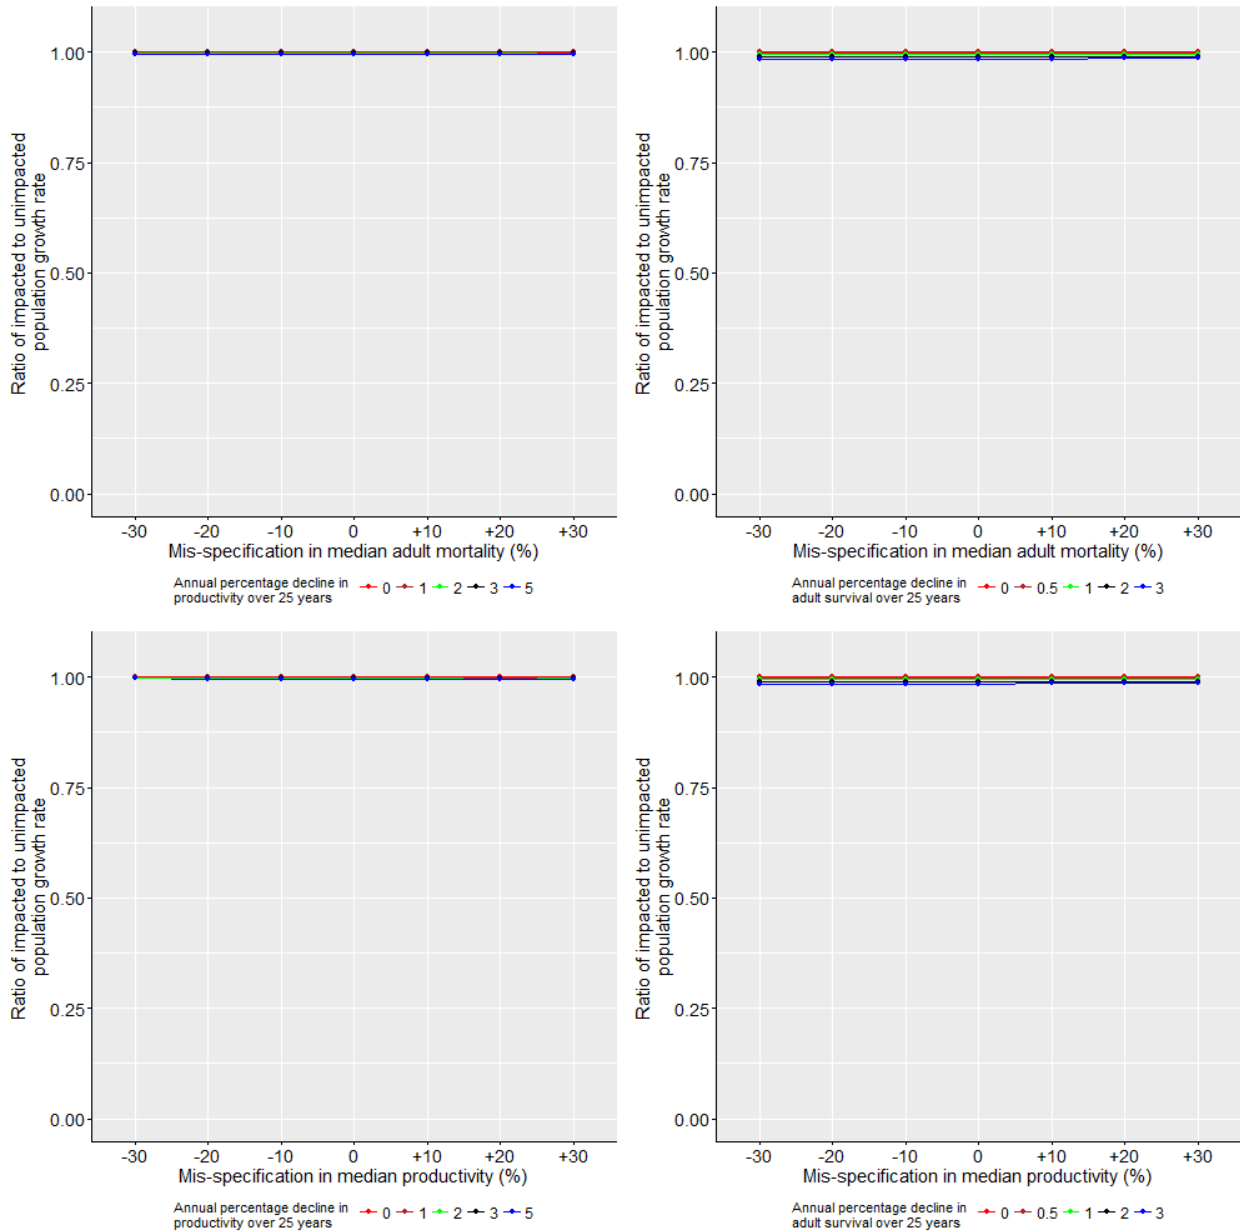 Ratio of impacted to unimpacted
population growth rate
1.00
0.75
0.50
0.25
0.00
-30 -20 -10 0 +10 +20 +30
Mis-specification in median adult mortality (%)
Annual percentage decline in
productivity over 25 years
0 1 2 3 5
Ratio of impacted to unimpacted
population growth rate
1.00
0.75
0.50
0.25
0.00
-30 -20 -10 0 +10 +20 +30
Mis-specification in median adult mortality (%)
Annual percentage decline in
adult survival over 25 years
0 0.5 1 2 3
Ratio of impacted to unimpacted
population growth rate
1.00
0.75
0.50
0.25
0.00
-30 -20 -10 0 +10 +20 +30
Mis-specification in median productivity (%)
Annual percentage decline in
productivity over 25 years
0 1 2 3 5
Ratio of impacted to unimpacted
population growth rate
1.00
0.75
0.50
0.25
0.00
-30 -20 -10 0 +10 +20 +30
Mis-specification in median productivity (%)
Annual percentage decline in
adult survival over 25 years
0 0.5 1 2 3